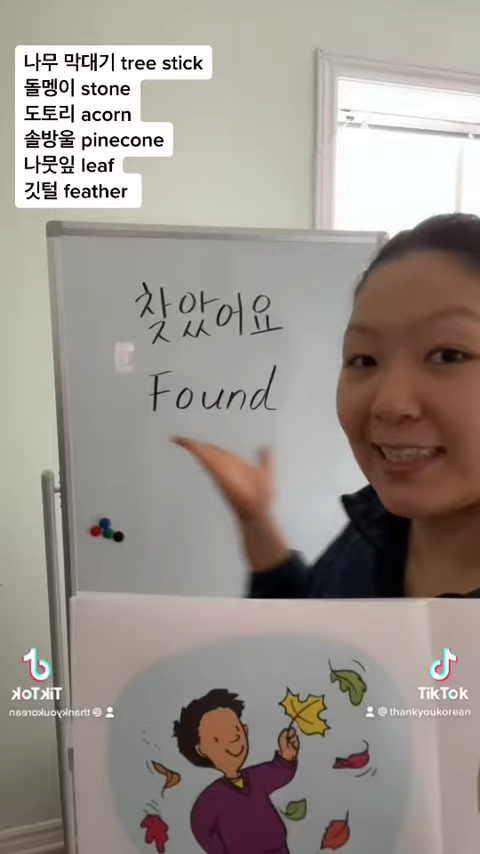 나무 막대기 tree stick
돌멩이 stone
도토리 acorn
솔방울 pinecone
나뭇잎 leaf
깃털 feather
찾았어요
Found
TikTok
@thankyoukorean
TikTok
@thankyoukorean